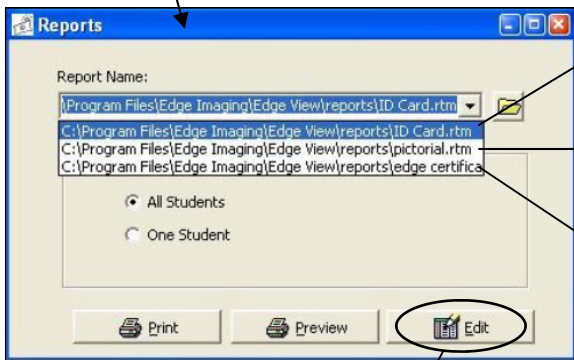 Reports
Report Name:
\Program Files\Edge Imaging\Edge View\reports\ID Card.rtm
C:\Program Files\Edge Imaging\Edge View\reports\ID Card.rtm
C:\Program Files\Edge Imaging\Edge View\reports\pictorial.rtm
C:\Program Files\Edge Imaging\Edge View\reports\edge certifica
All Students
One Student
Print
Preview
Edit